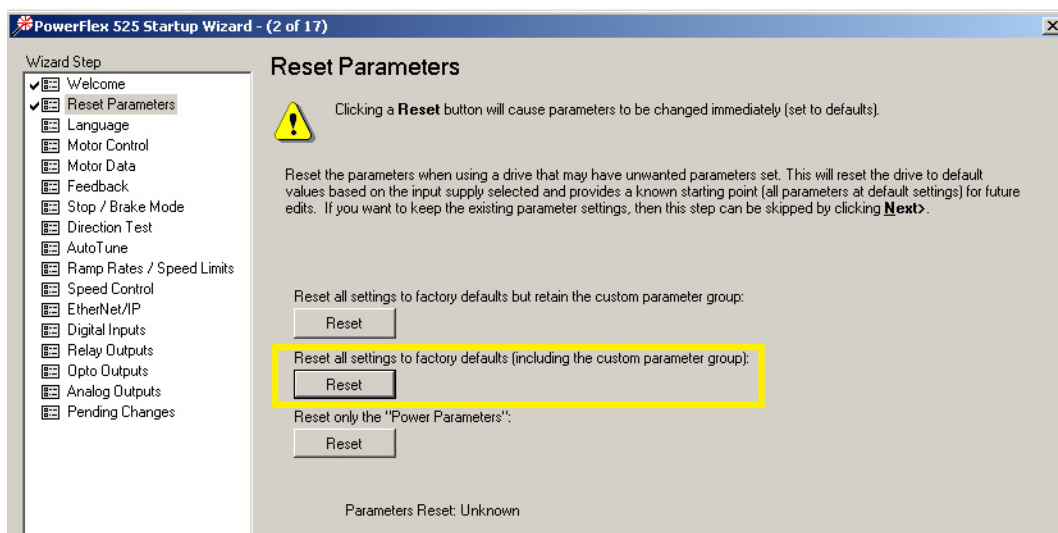 PowerFlex 525 Startup Wizard - (2 of 17)
Wizard Step
Welcome
Reset Parameters
Language
Motor Control
Motor Data
Feedback
Stop / Brake Mode
Direction Test
AutoTune
Ramp Rates / Speed Limits
Speed Control
EtherNet/IP
Digital Inputs
Relay Outputs
Opto Outputs
Analog Outputs
Pending Changes
Reset Parameters
Clicking a Reset button will cause parameters to be changed immediately (set to defaults).
Reset the parameters when using a drive that may have unwanted parameters set. This will reset the drive to default
values based on the input supply selected and provides a known starting point (all parameters at default settings) for future
edits. If you want to keep the existing parameter settings, then this step can be skipped by clicking Next>.
Reset all settings to factory defaults but retain the custom parameter group:
Reset
Reset all settings to factory defaults (including the custom parameter group):
Reset
Reset only the "Power Parameters":
Reset
Parameters Reset: Unknown